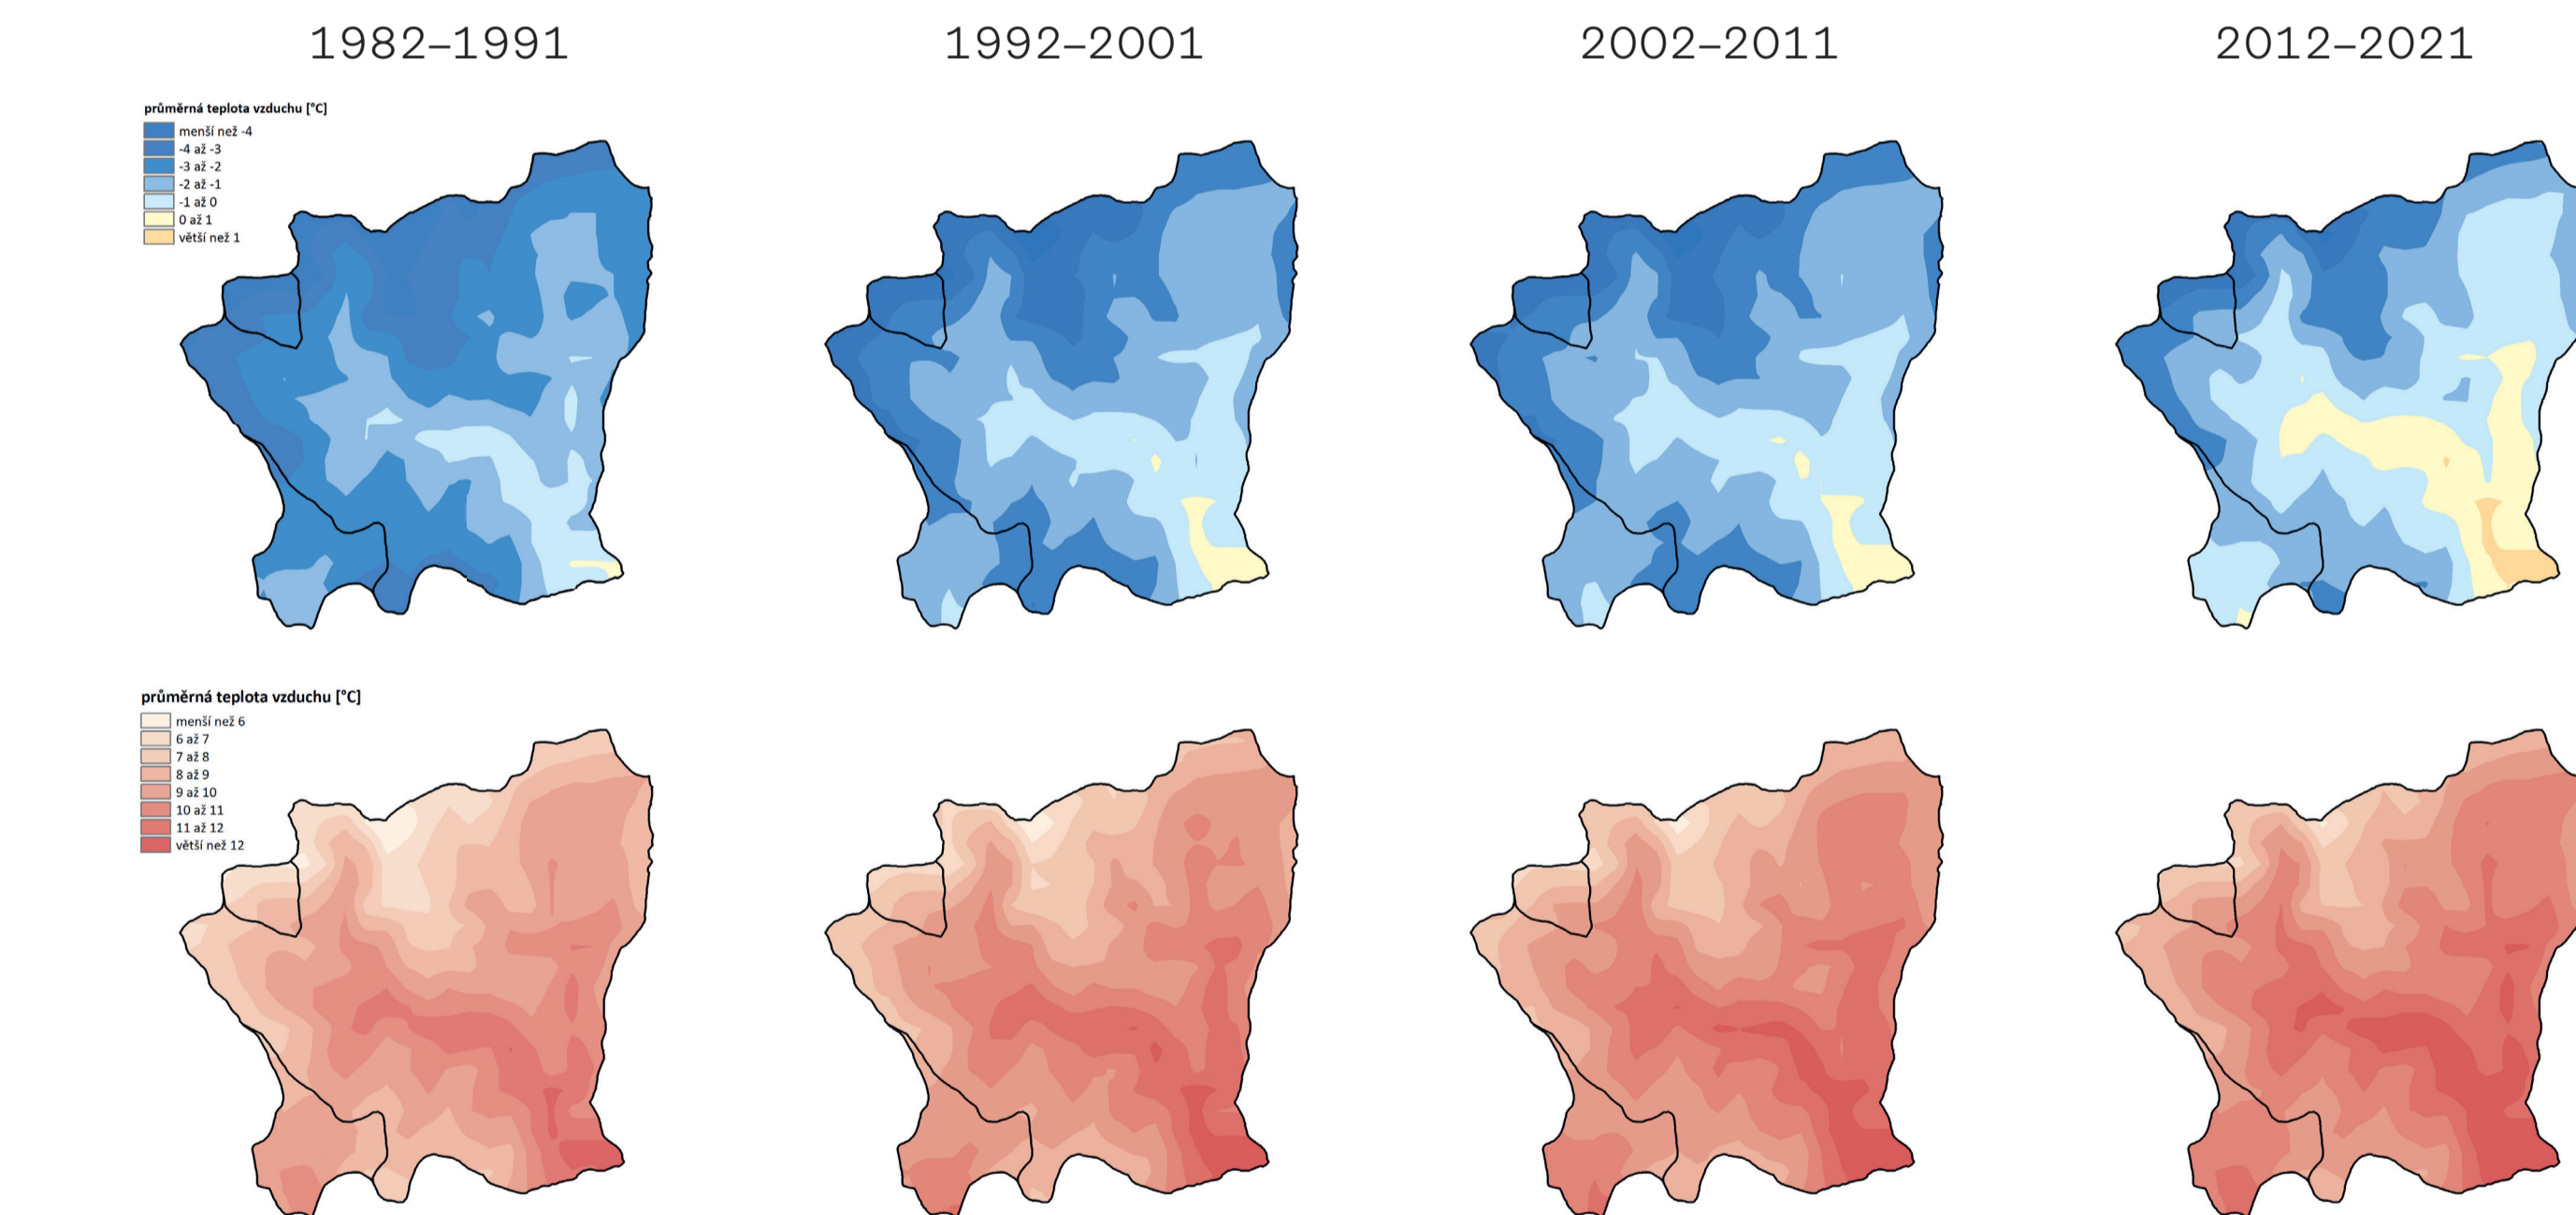 1982–1991
1992–2001
2002–2011
2012–2021
průměrná teplota vzduchu [°C]
menší než -4
-4 až -3
-3 až -2
-2 až -1
-1 až 0
0 až 1
větší než 1
průměrná teplota vzduchu [°C]
menší než 6
6 až 7
7 až 8
8 až 9
9 až 10
10 až 11
11 až 12
větší než 12